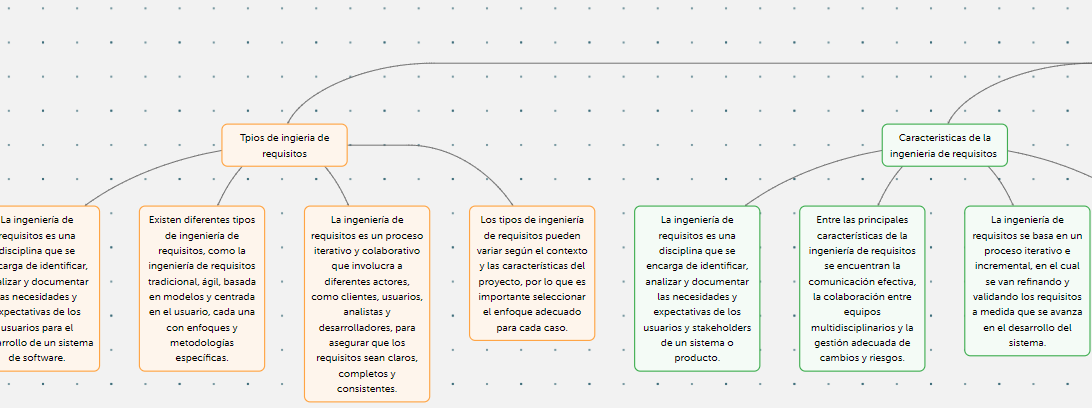 Tpios de ingieria de
requisitos
Caracteristicas de la
ingenieria de requisitos
La ingeniería de
requisitos es una
disciplina que se
de identificar,
y documentar
necesidades y
de los
usuarios para el
de un sistema
de software.
Existen diferentes tipos
de ingeniería de
requisitos, como la
ingeniería de requisitos
tradicional, ágil, basada
en modelos y centrada
en el usuario, cada una
con enfoques y
metodologías
específicas.
La ingeniería de
requisitos es un proceso
iterativo y colaborativo
que involucra a
diferentes actores,
como clientes, usuarios,
analistas y
desarrolladores, para
asegurar que los
requisitos sean claros,
completos y
consistentes.
Los tipos de ingeniería
de requisitos pueden
variar según el contexto
y las características del
proyecto, por lo que es
importante seleccionar
el enfoque adecuado
para cada caso.
La ingeniería de
requisitos es una
disciplina que se
encarga de identificar,
analizar y documentar
las necesidades y
expectativas de los
usuarios y stakeholders
de un sistema o
producto.
Entre las principales
características de la
ingeniería de requisitos
se encuentran la
comunicación efectiva,
la colaboración entre
equipos
multidisciplinarios y la
gestión adecuada de
cambios y riesgos.
La ingeniería de
requisitos se basa en un
proceso iterativo e
incremental, en el cual
se van refinando y
validando los requisitos
a medida que se avanza
en el desarrollo del
sistema.